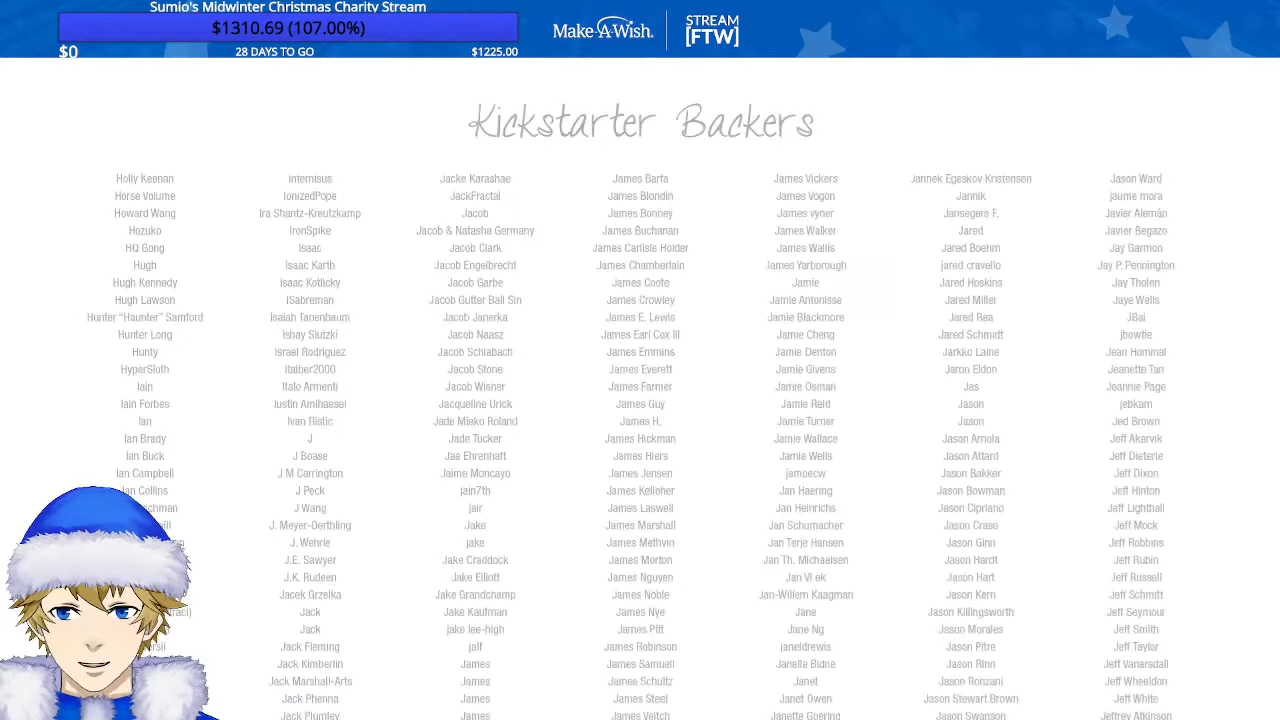 Sumio's Midwinter Christmas Charity Stream
$1310.69 (107.00%)
$0
28 DAYS TO GO
$1225.00
Make-A-Wish.
STREAM
[FTW]
Kickstarter Backers
Holly Keenan
Horse Volume
Howard Wang
Hozuko
HQ Gong
Hugh
Hugh Kennedy
Hugh Lawson
Hunter “Haunter” Samford
Hunter Long
Hunty
HyperSloth
Iain
Iain Forbes
Ian
Ian Brady
Ian Buck
Ian Campbell
Ian Collins
internisus
IonizedPope
Ira Shantz-Kreutzkamp
IronSpike
Isaac
Isaac Karth
Isaac Kotlicky
ISabreman
Isaiah Tanenbaum
Ishay Slutzki
Israel Rodriguez
Itaiber2000
Italo Armenti
Iustin Amihaesei
Ivan Ristic
J
J Boase
J M Carrington
J Peck
J Wang
J. Meyer-Oerthling
J. Wehrle
J.E. Sawyer
J.K. Rudeen
Jacek Grzelka
Jack
Jack
Jack Fleming
Jack Kimberlin
Jack Marshall-Arts
Jack Phenna
Jack Plumley
Jacke Karashae
JackFractal
Jacob
Jacob & Natasha Germany
Jacob Clark
Jacob Engelbrecht
Jacob Garbe
Jacob Gutter Ball Sin
Jacob Janerka
Jacob Naasz
Jacob Schlabach
Jacob Stone
Jacob Wisner
Jacqueline Urick
Jade Mieko Roland
Jade Tucker
Jae Ehrenhaft
Jaime Moncayo
jain7th
jair
Jake
jake
Jake Craddock
Jake Elliott
Jake Grandchamp
Jake Kaufman
jake lee-high
jalf
James
James
James
James
James Barta
James Blondin
James Bonney
James Buchanan
James Carlisle Holder
James Chamberlain
James Coote
James Crowley
James E. Lewis
James Earl Cox III
James Emmins
James Everett
James Farmer
James Guy
James H.
James Hickman
James Hiers
James Jensen
James Kelleher
James Laswell
James Marshall
James Methvin
James Morton
James Nguyen
James Noble
James Nye
James Pitt
James Robinson
James Samuell
James Schultz
James Steel
James Veitch
James Vickers
James Vogon
James vyner
James Walker
James Wallis
James Yarborough
Jamie
Jamie Antonisse
Jamie Blackmore
Jamie Cheng
Jamie Denton
Jamie Givens
Jamie Osman
Jamie Reid
Jamie Turner
Jamie Wallace
Jamie Wells
jamoecw
Jan Haering
Jan Heinrichs
Jan Schumacher
Jan Terje Hansen
Jan Th. Michaelsen
Jan-Willem Kaagman
Jane
Jane Ng
janeldrewis
Janelle Bidne
Janet
Janet Owen
Janette Goering
Jannek Egeskov Kristensen
Jannik
Jansegers F.
Jared
Jared Boehm
jared cravello
Jared Hoskins
Jared Miller
Jared Rea
Jared Schmidt
Jarkko Laine
Jaron Eldon
Jas
Jason
Jason
Jason Arriola
Jason Attard
Jason Bakker
Jason Bowman
Jason Cipriano
Jason Crase
Jason Ginn
Jason Hardt
Jason Hart
Jason Kern
Jason Killingsworth
Jason Morales
Jason Pitre
Jason Rinn
Jason Ronzani
Jason Stewart Brown
Jason Swanson
Jason Ward
jaume mora
Javier Alemán
Javier Begazo
Jay Garmon
Jay P. Pennington
Jay Tholen
Jaye Wells
JBai
jbowtie
Jean Hominal
Jeanette Tan
Jeannie Page
jebkam
Jed Brown
Jeff Akervik
Jeff Dieterle
Jeff Dixon
Jeff Hinton
Jeff Lighthall
Jeff Mock
Jeff Robbins
Jeff Rubin
Jeff Russell
Jeff Schmitt
Jeff Seymour
Jeff Smith
Jeff Taylor
Jeff Vanarsdall
Jeff Wheeldon
Jeff White
Jeffrey Atkinson